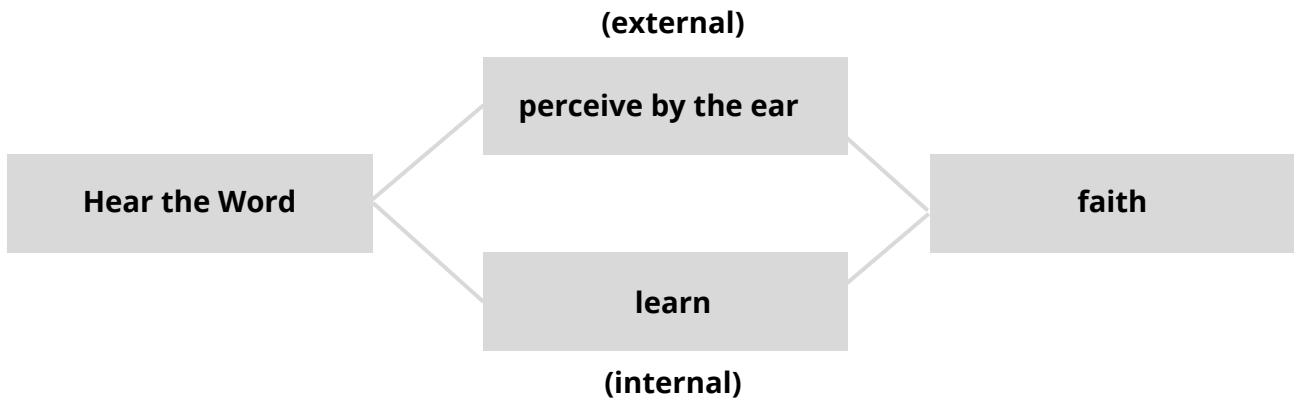 (external)
perceive by the ear
Hear the Word
faith
learn
(internal)